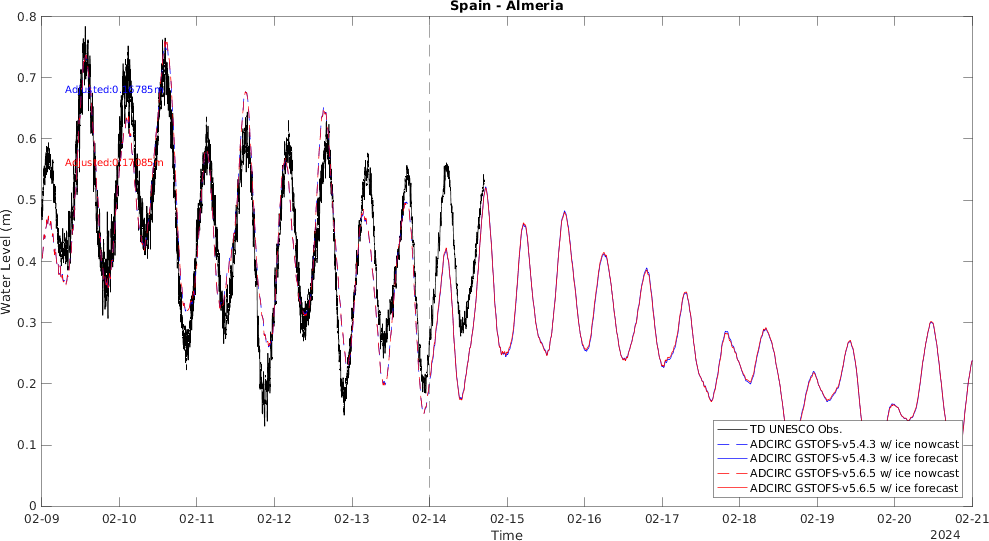 Spain - Almeria
Water Level (m)
0.8
0.7
0.6
0.5
0.4
0.3
0.2
0.1
0
Adjusted:
Adjusted:0.17085m
TD UNESCO Obs.
ADCIRC GSTOFS-v5.4.3 w/ ice nowcast
ADCIRC GSTOFS-v5.4.3 w/ ice forecast
ADCIRC GSTOFS-v5.6.5 w/ ice nowcast
ADCIRC GSTOFS-v5.6.5 w/ ice forecast
02-09 02-10 02-11 02-12 02-13 02-14 02-15 02-16 02-17 02-18 02-19 02-20 02-21
Time
2024